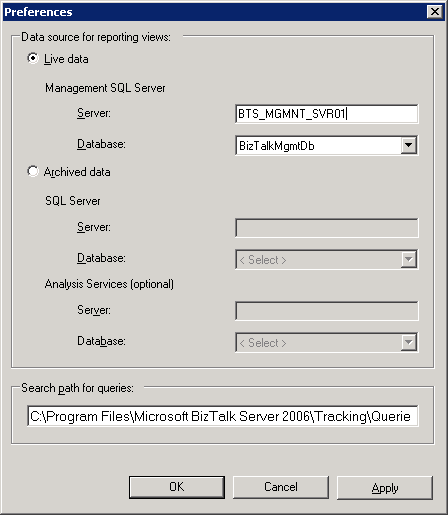 Preferences
Data source for reporting views:
Live data
Management SQL Server
Server:
BTS_MGMNT_SVR01
Database:
BizTalkMgmtDb
Archived data
SQL Server
Server:
Database:
< Select >
Analysis Services (optional)
Server:
Database:
< Select >
Search path for queries:
C:\Program Files\Microsoft BizTalk Server 2006\Tracking\Querie
OK
Cancel
Apply